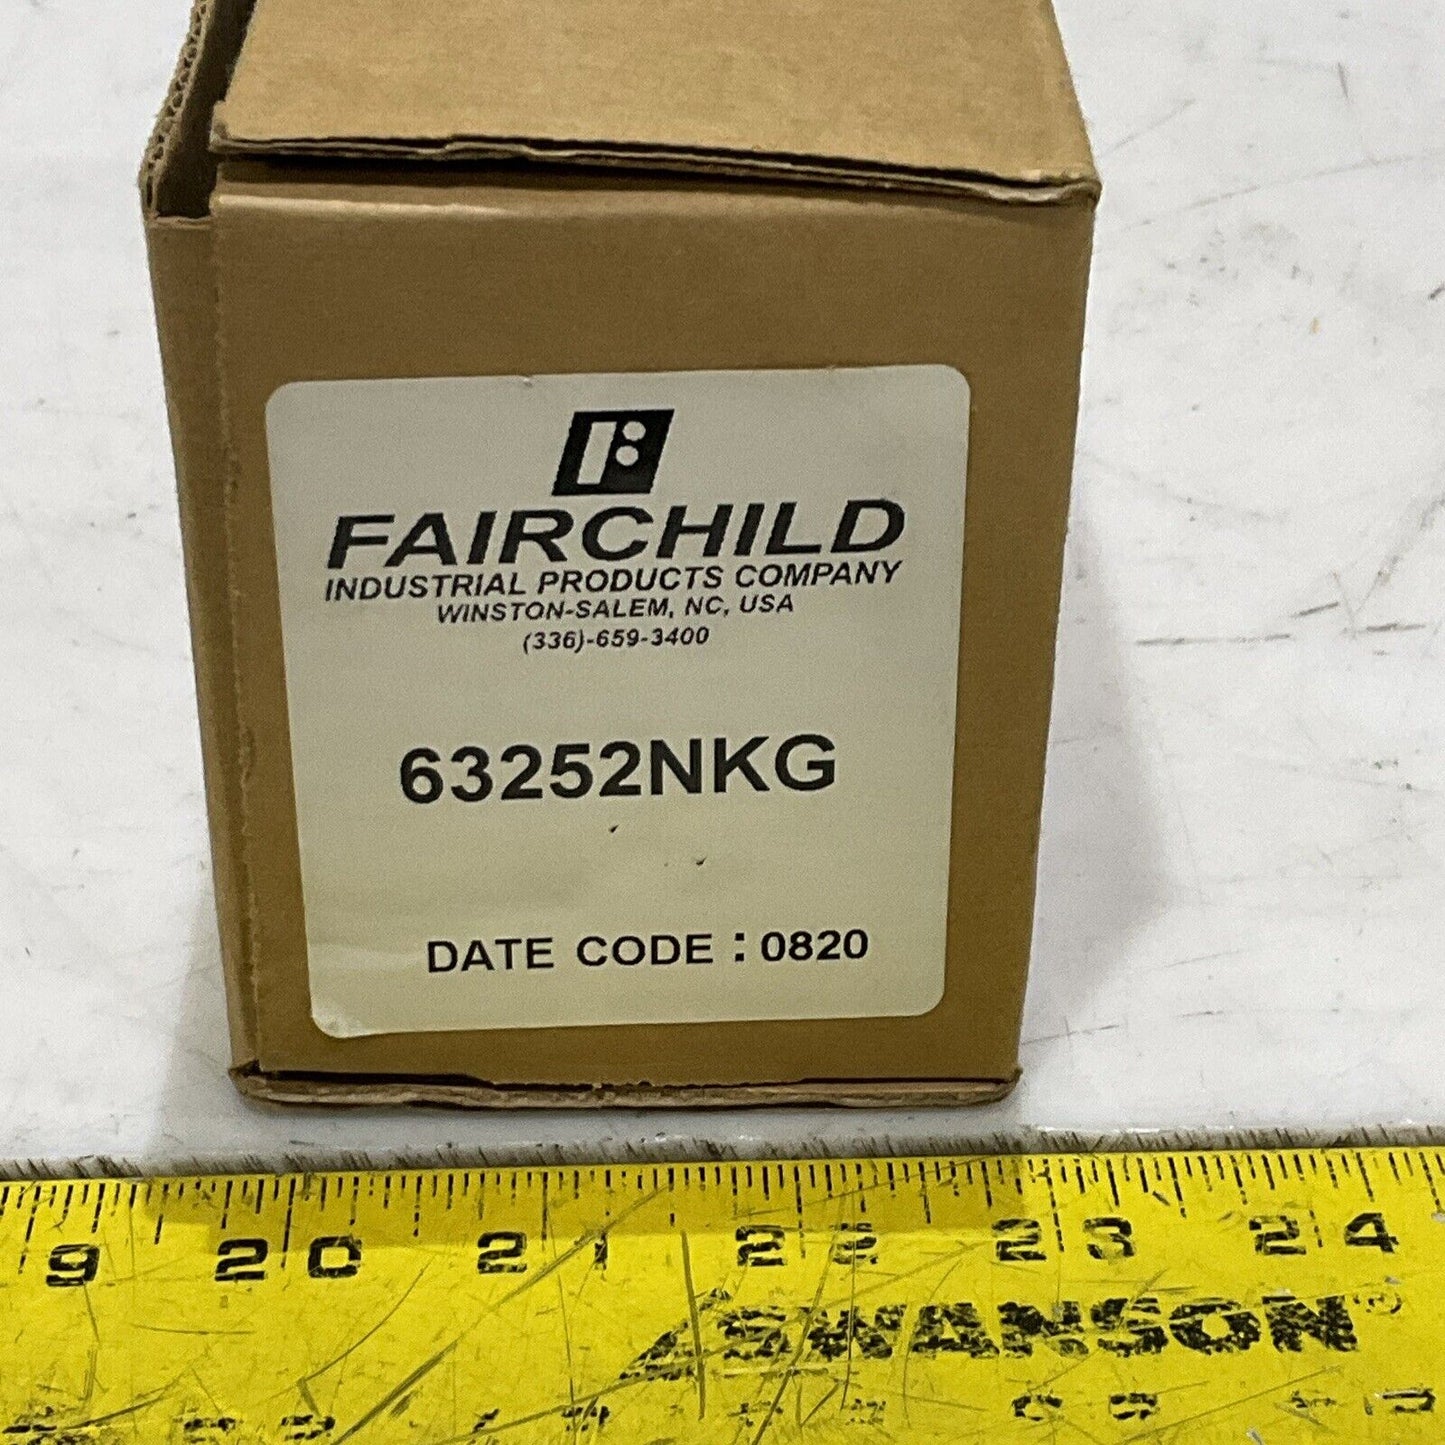 FAIRCHILD
INDUSTRIAL PRODUCTS COMPANY
WINSTON-SALEM, NC, USA
(336)-659-3400
63252NKG
DATE CODE : 0820
9 20 21 22 23 24
SWANSON®